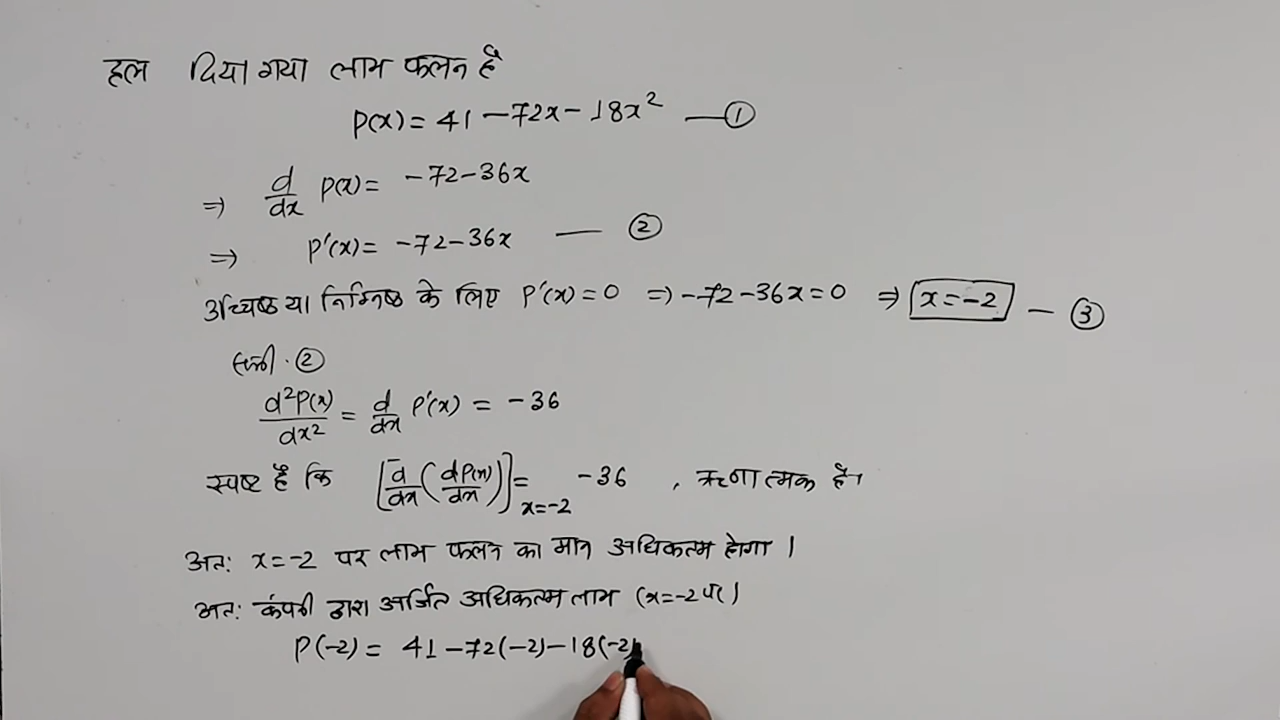 हल दिया गया लाभ फलन है
P(x) = 41 - 72x - 18x² — ①
⇒ d/dx P(x) = -72-36x
⇒ P'(x) = -72-36x — ②
उच्चिष्ठ या निम्निष्ठ के लिए P'(x) = 0 ⇒ -72-36x=0 ⇒ x=-2 — ③
समी. ②
d²P(x)/dx² = d/dx P'(x) = -36
स्पष्ट है कि [d/dx (dP(x)/dx)]x=-2 = -36 , ऋणात्मक है।
अतः x=-2 पर लाभ फलन का मान अधिकतम होगा ।
अतः कंपनी द्वारा अर्जित अधिकतम लाभ (x=-2 पर)
P(-2) = 41 - 72(-2) - 18(-2)